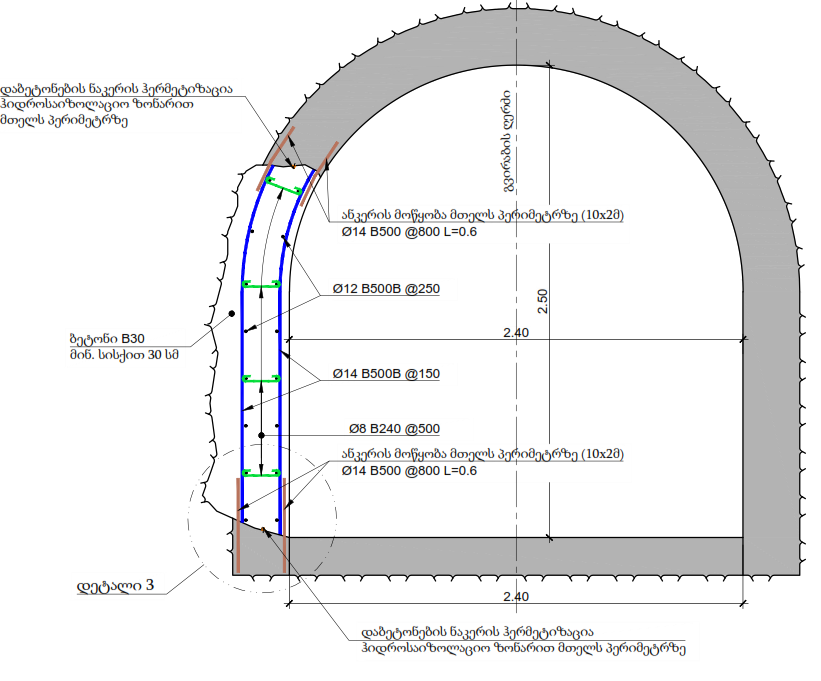 დაბეტონების ნაკერის ჰერმეტიზაცია
ჰიდროსაიზოლაციო ზონარით
მთელს პერიმეტრზე
გვირაბის ღერძი
ანკერის მოწყობა მთელს პერიმეტრზე (10x2მ)
Ø14 B500 @800 L=0.6
Ø12 B500B @250
2.50
ბეტონი B30
მინ. სისქით 30 სმ
2.40
Ø14 B500B @150
Ø8 B240 @500
ანკერის მოწყობა მთელს პერიმეტრზე (10x2მ)
Ø14 B500 @800 L=0.6
დეტალი 3
2.40
დაბეტონების ნაკერის ჰერმეტიზაცია
ჰიდროსაიზოლაციო ზონარით მთელს პერიმეტრზე